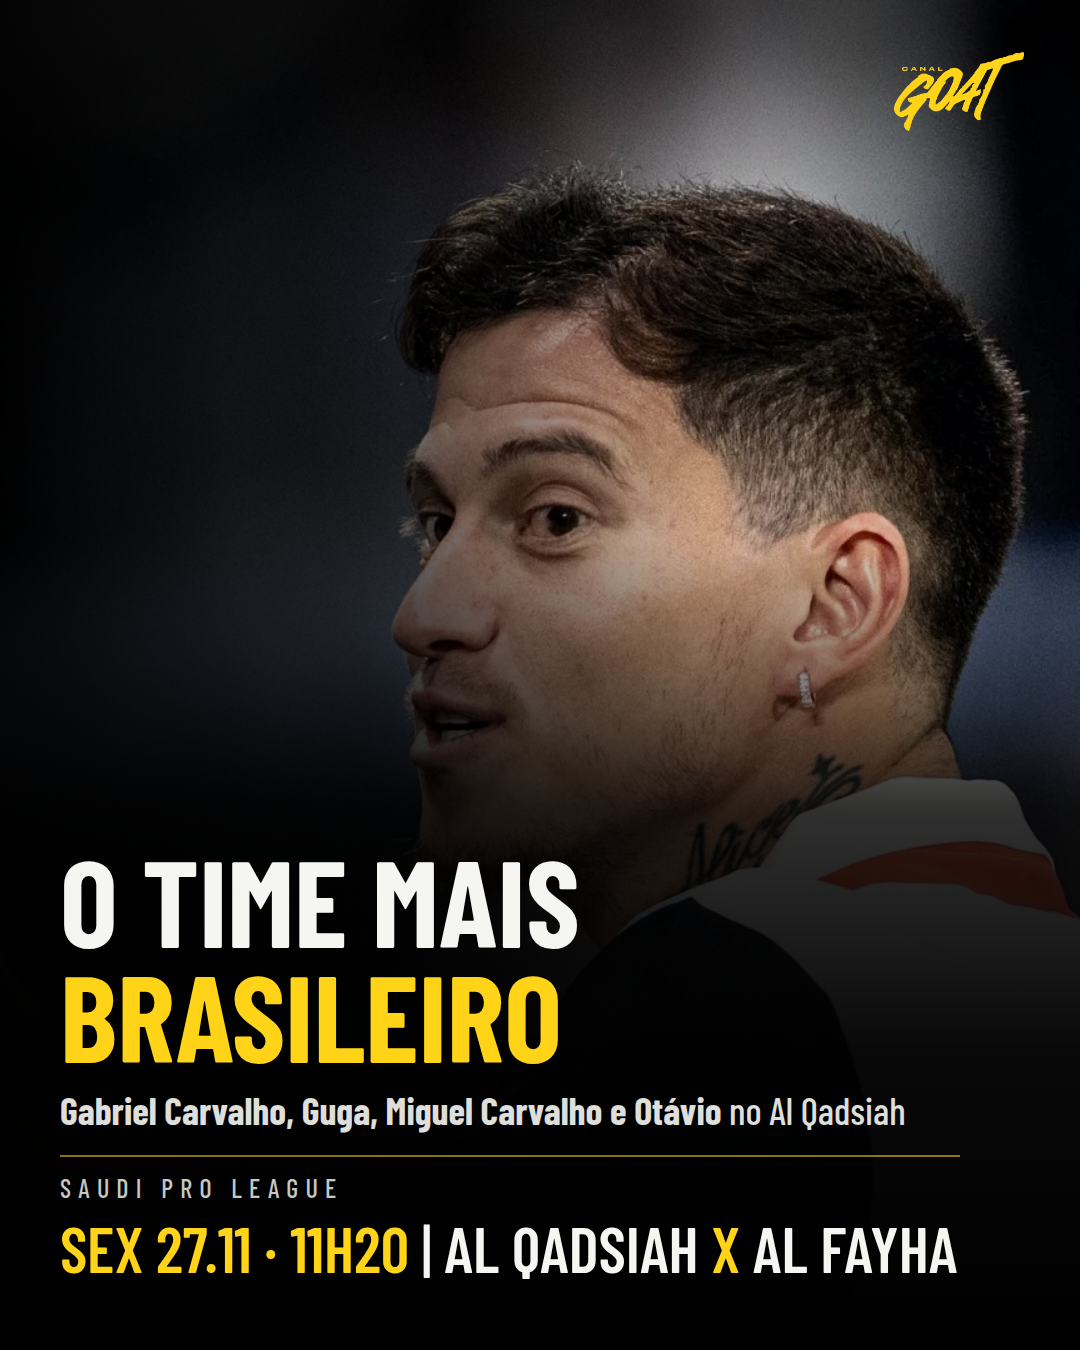 CANAL
GOAT
Alice
O TIME MAIS
BRASILEIRO
Gabriel Carvalho, Guga, Miguel Carvalho e Otávio no Al Qadsiah
SAUDI PRO LEAGUE
SEX 27.11 · 11H20 | AL QADSIAH X AL FAYHA